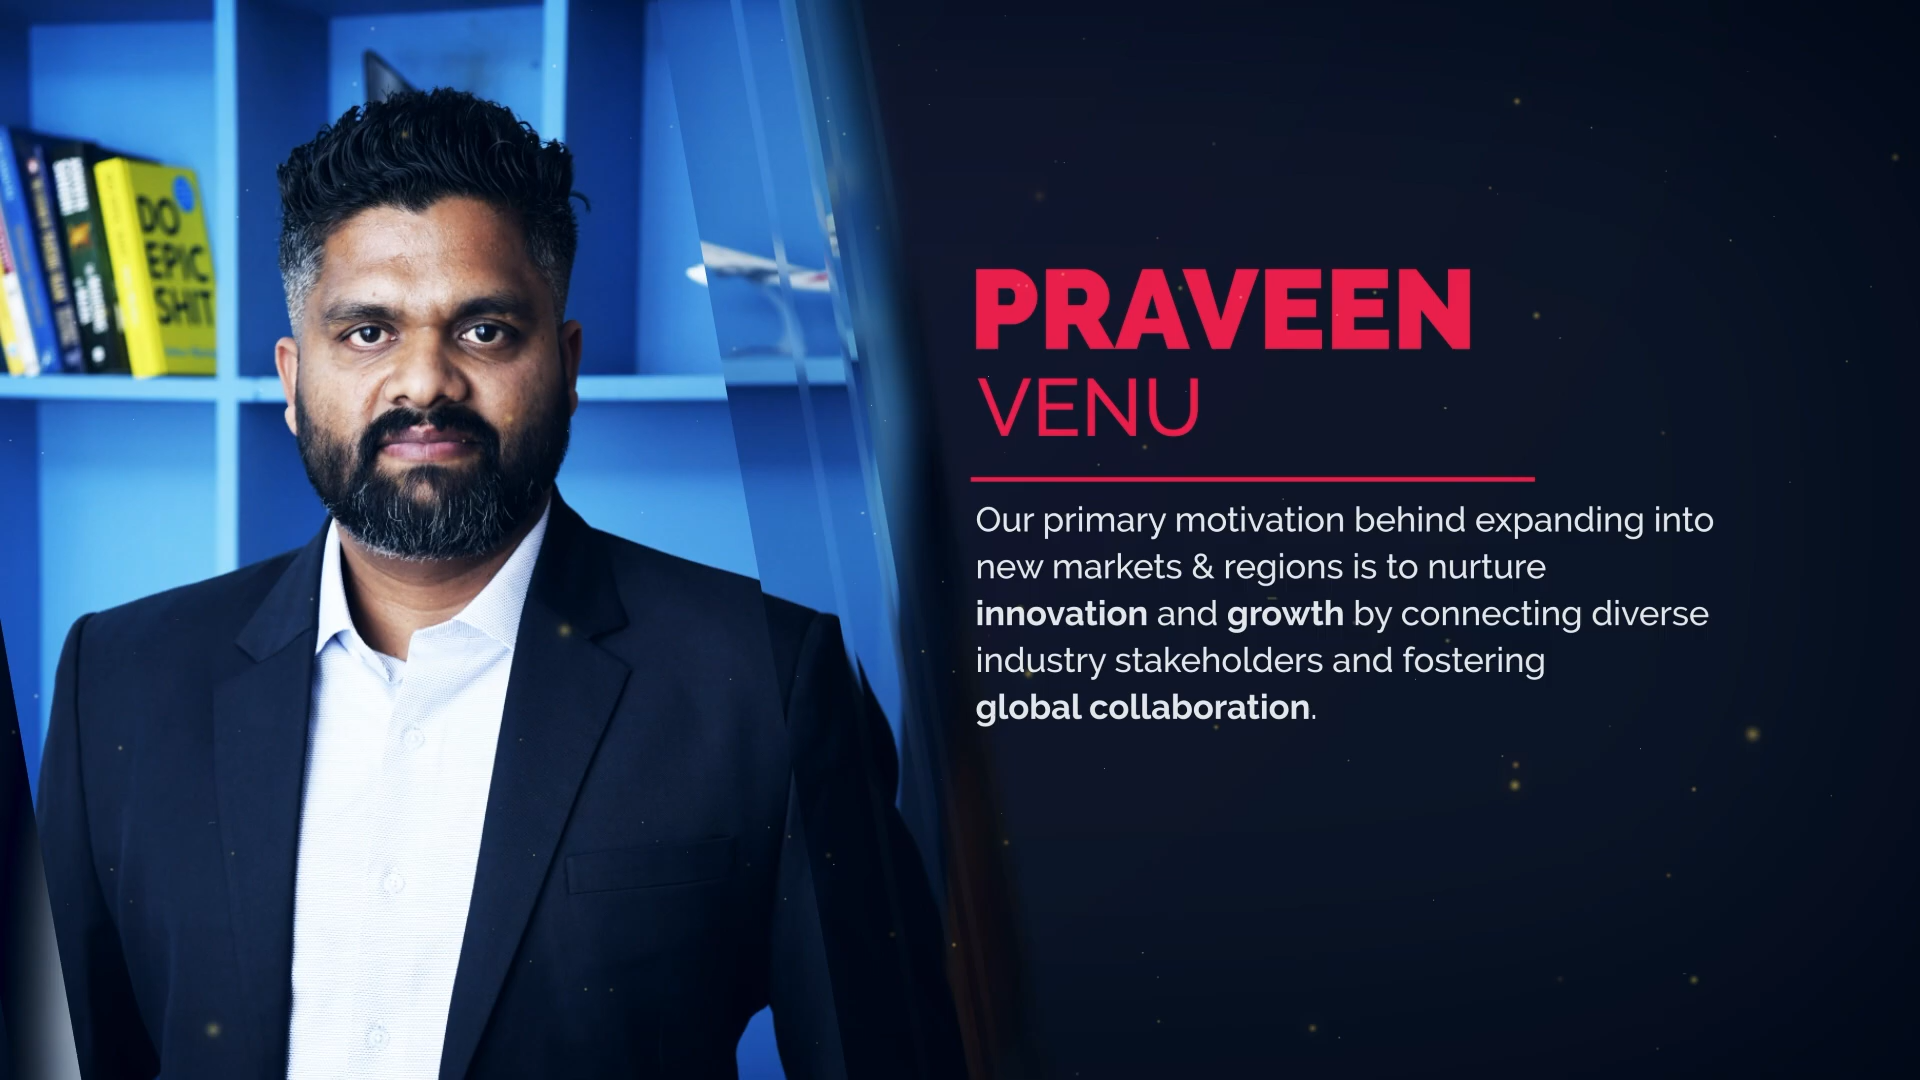 DO
EPIC
SHIT
PRAVEEN
VENU
Our primary motivation behind expanding into
new markets & regions is to nurture
innovation and growth by connecting diverse
industry stakeholders and fostering
global collaboration.